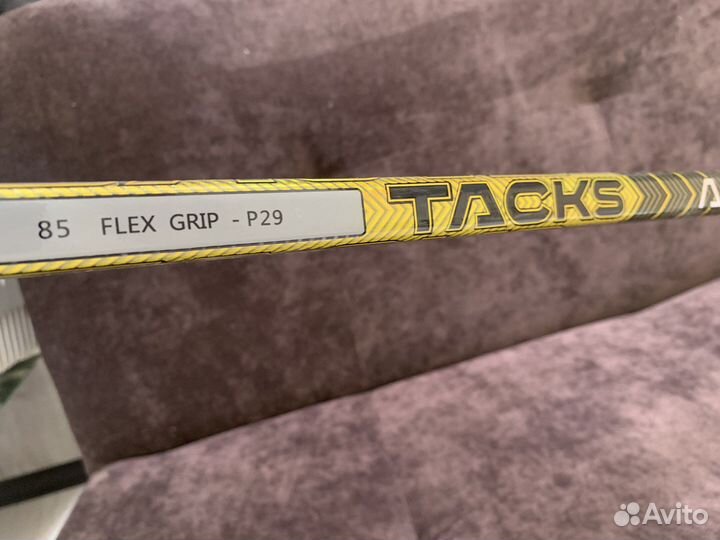 85 FLEX GRIP - P29
TACKS A
Avito